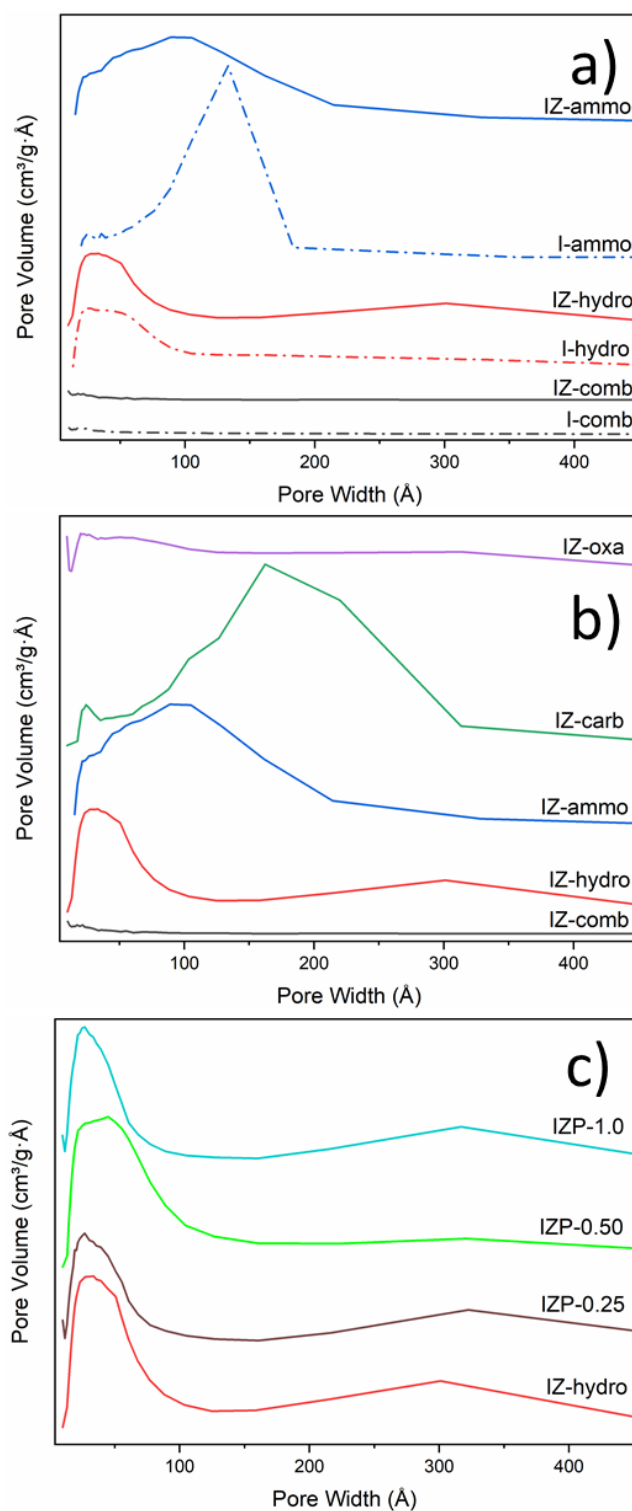 a)
IZ-ammo
I-ammo
IZ-hydro
I-hydro
IZ-comb
I-comb
Pore Volume (cm³/g·Å)
100 200 300 400
Pore Width (Å)
IZ-oxa
b)
IZ-carb
IZ-ammo
IZ-hydro
IZ-comb
Pore Volume (cm³/g·Å)
100 200 300 400
Pore Width (Å)
c)
IZP-1.0
IZP-0.50
IZP-0.25
IZ-hydro
Pore Volume (cm³/g·Å)
100 200 300 400
Pore Width (Å)